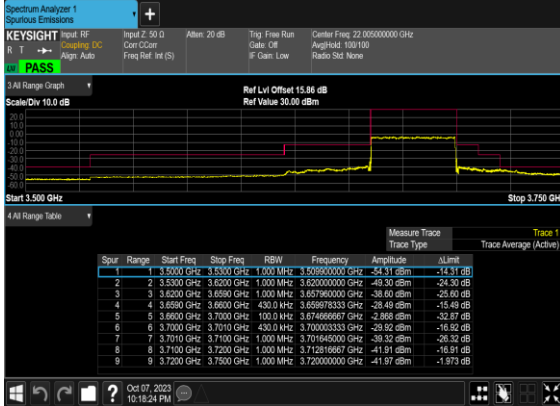 Spectrum Analyzer 1
Spurious Emissions
+
KEYSIGHT Input: RF Input Z: 50 Ω Atten: 20 dB Trig: Free Run Center Freq: 22.005000000 GHz
R T Coupling: DC Corr CCorr Gate: Off Avg|Hold: 100/100
Align: Auto Freq Ref: Int (S) IF Gain: Low Radio Std: None
PASS
3 All Range Graph
Ref Lvl Offset 15.86 dB
Scale/Div 10.0 dB Ref Value 30.00 dBm
20.0
10.0
0.00
-10.0
-20.0
-30.0
-40.0
-50.0
-60.0
Start 3.500 GHz Stop 3.750 GH
4 All Range Table
Measure Trace Trace 1
Trace Type Trace Average (Active)
Spur Range Start Freq Stop Freq RBW Frequency Amplitude ΔLimit
1 1 3.5000 GHz 3.5300 GHz 1.000 MHz 3.509900000 GHz -54.31 dBm -14.31 dB
2 2 3.5300 GHz 3.6200 GHz 1.000 MHz 3.620000000 GHz -49.30 dBm -24.30 dB
3 3 3.6200 GHz 3.6590 GHz 1.000 MHz 3.657960000 GHz -38.60 dBm -25.60 dB
4 4 3.6590 GHz 3.6600 GHz 430.0 kHz 3.659978333 GHz -28.49 dBm -15.49 dB
5 5 3.6600 GHz 3.7000 GHz 100.0 kHz 3.674666667 GHz -2.868 dBm -32.87 dB
6 6 3.7000 GHz 3.7010 GHz 430.0 kHz 3.700003333 GHz -29.92 dBm -16.92 dB
7 7 3.7010 GHz 3.7100 GHz 1.000 MHz 3.701645000 GHz -39.32 dBm -26.32 dB
8 8 3.7100 GHz 3.7200 GHz 1.000 MHz 3.712816667 GHz -41.91 dBm -16.91 dB
9 9 3.7200 GHz 3.7500 GHz 1.000 MHz 3.720000000 GHz -41.97 dBm -1.973 dB
? Oct 07, 2023
10:18:24 PM